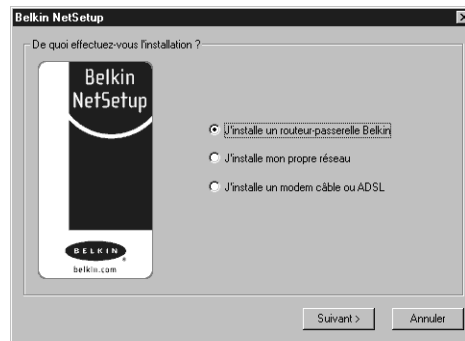 Belkin NetSetup
De quoi effectuez-vous l'installation ?
Belkin
NetSetup
J'installe un routeur-passerelle Belkin
J'installe mon propre réseau
J'installe un modem câble ou ADSL
BELKIN
belkin.com
Suivant >
Annuler